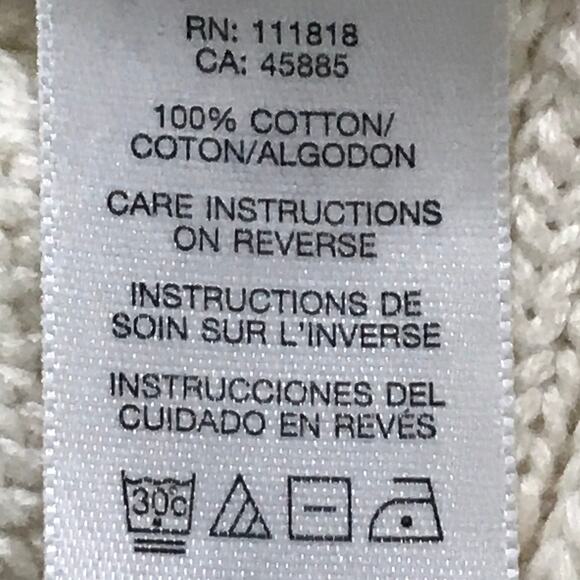 RN: 111818
CA: 45885
100% COTTON/
COTON/ALGODON
CARE INSTRUCTIONS
ON REVERSE
INSTRUCTIONS DE
SOIN SUR L'INVERSE
INSTRUCCIONES DEL
CUIDADO EN REVÉS
30c